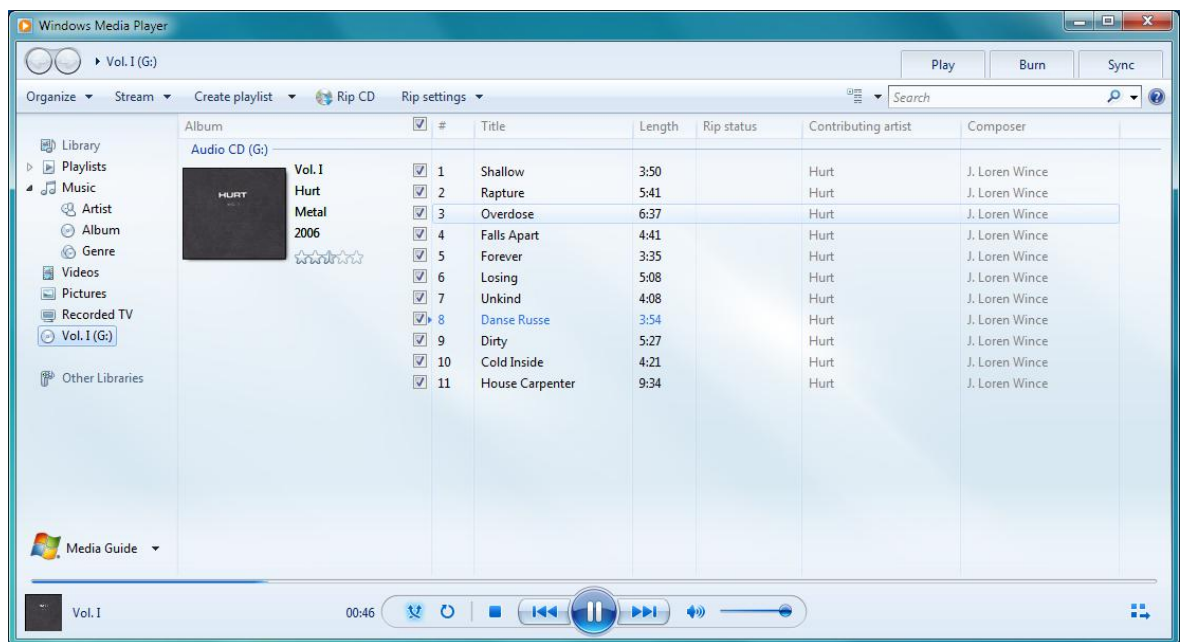 Windows Media Player
Vol. I (G:)
Play Burn Sync
Organize Stream Create playlist Rip CD Rip settings Search
Album # Title Length Rip status Contributing artist Composer
Library
Playlists
Music
Artist
Album
Genre
Videos
Pictures
Recorded TV
Vol. I (G:)
Other Libraries
Media Guide
Audio CD (G:)
HURT
Vol. I
Hurt
Metal
2006
1 Shallow 3:50 Hurt J. Loren Wince
2 Rapture 5:41 Hurt J. Loren Wince
3 Overdose 6:37 Hurt J. Loren Wince
4 Falls Apart 4:41 Hurt J. Loren Wince
5 Forever 3:35 Hurt J. Loren Wince
6 Losing 5:08 Hurt J. Loren Wince
7 Unkind 4:08 Hurt J. Loren Wince
8 Danse Russe 3:54 Hurt J. Loren Wince
9 Dirty 5:27 Hurt J. Loren Wince
10 Cold Inside 4:21 Hurt J. Loren Wince
11 House Carpenter 9:34 Hurt J. Loren Wince
Vol. I 00:46